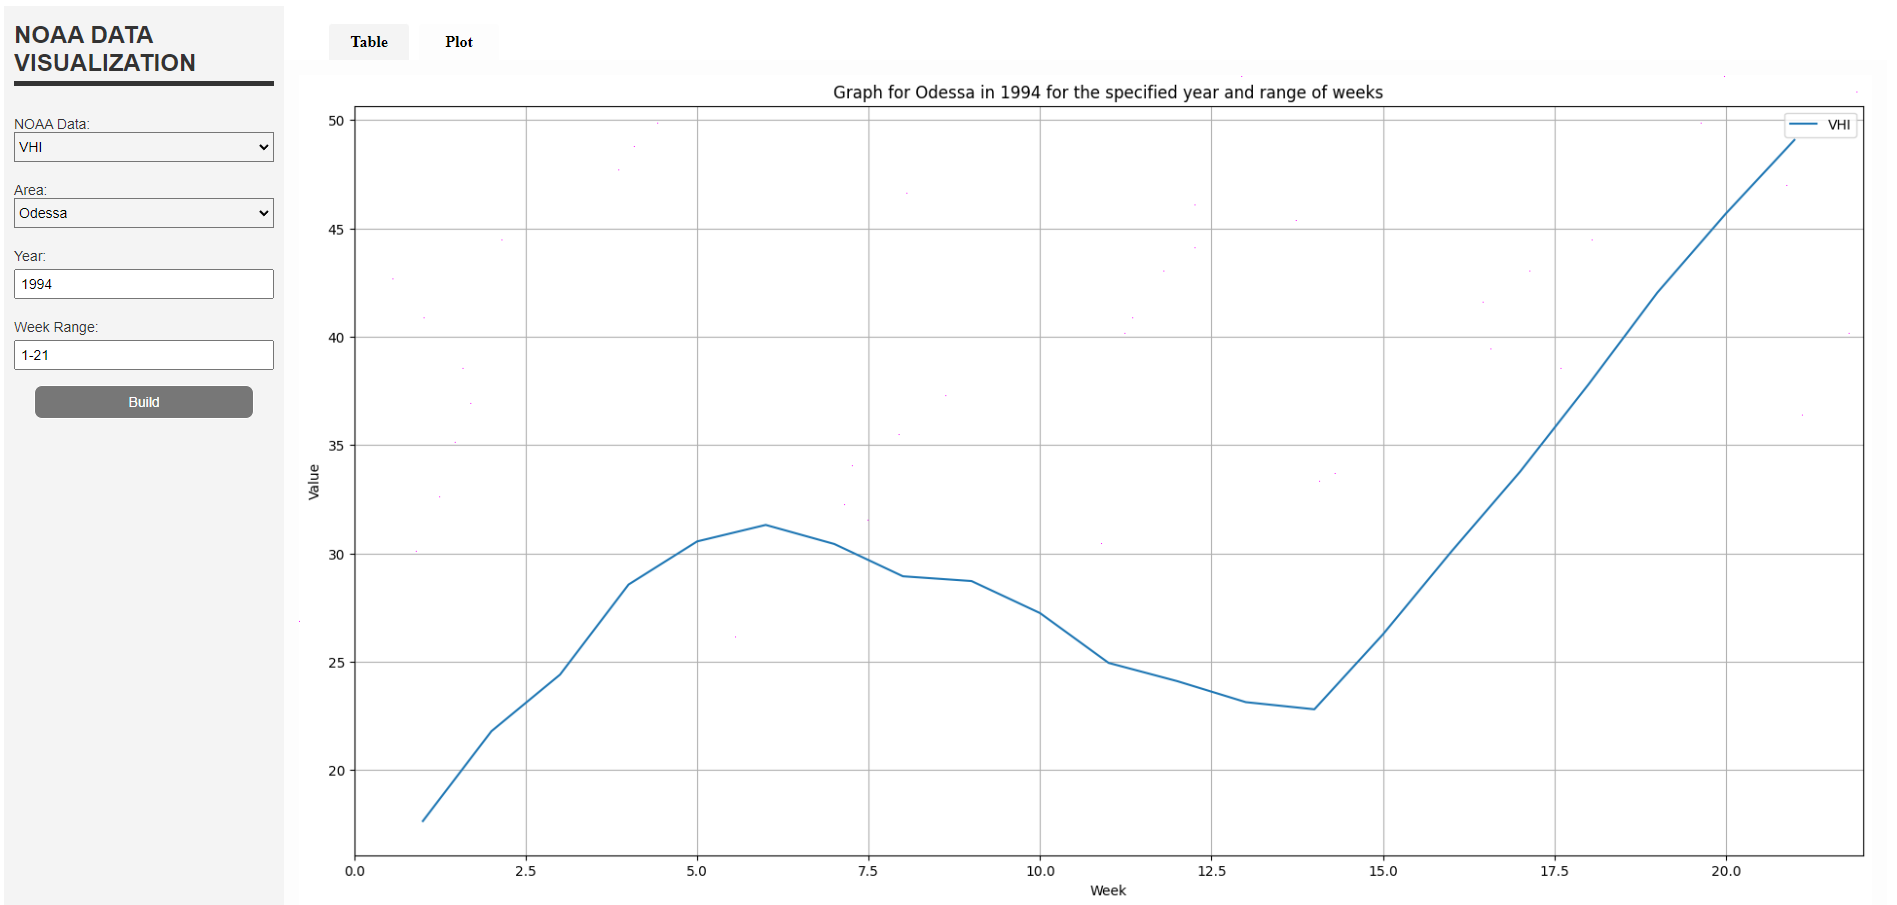 NOAA DATA
VISUALIZATION
NOAA Data:
VHI
Area:
Odessa
Year:
1994
Week Range:
1-21
Build
Table
Plot
Graph for Odessa in 1994 for the specified year and range of weeks
VHI
50
45
40
35
30
25
20
Value
0.0
2.5
5.0
7.5
10.0
12.5
15.0
17.5
20.0
Week